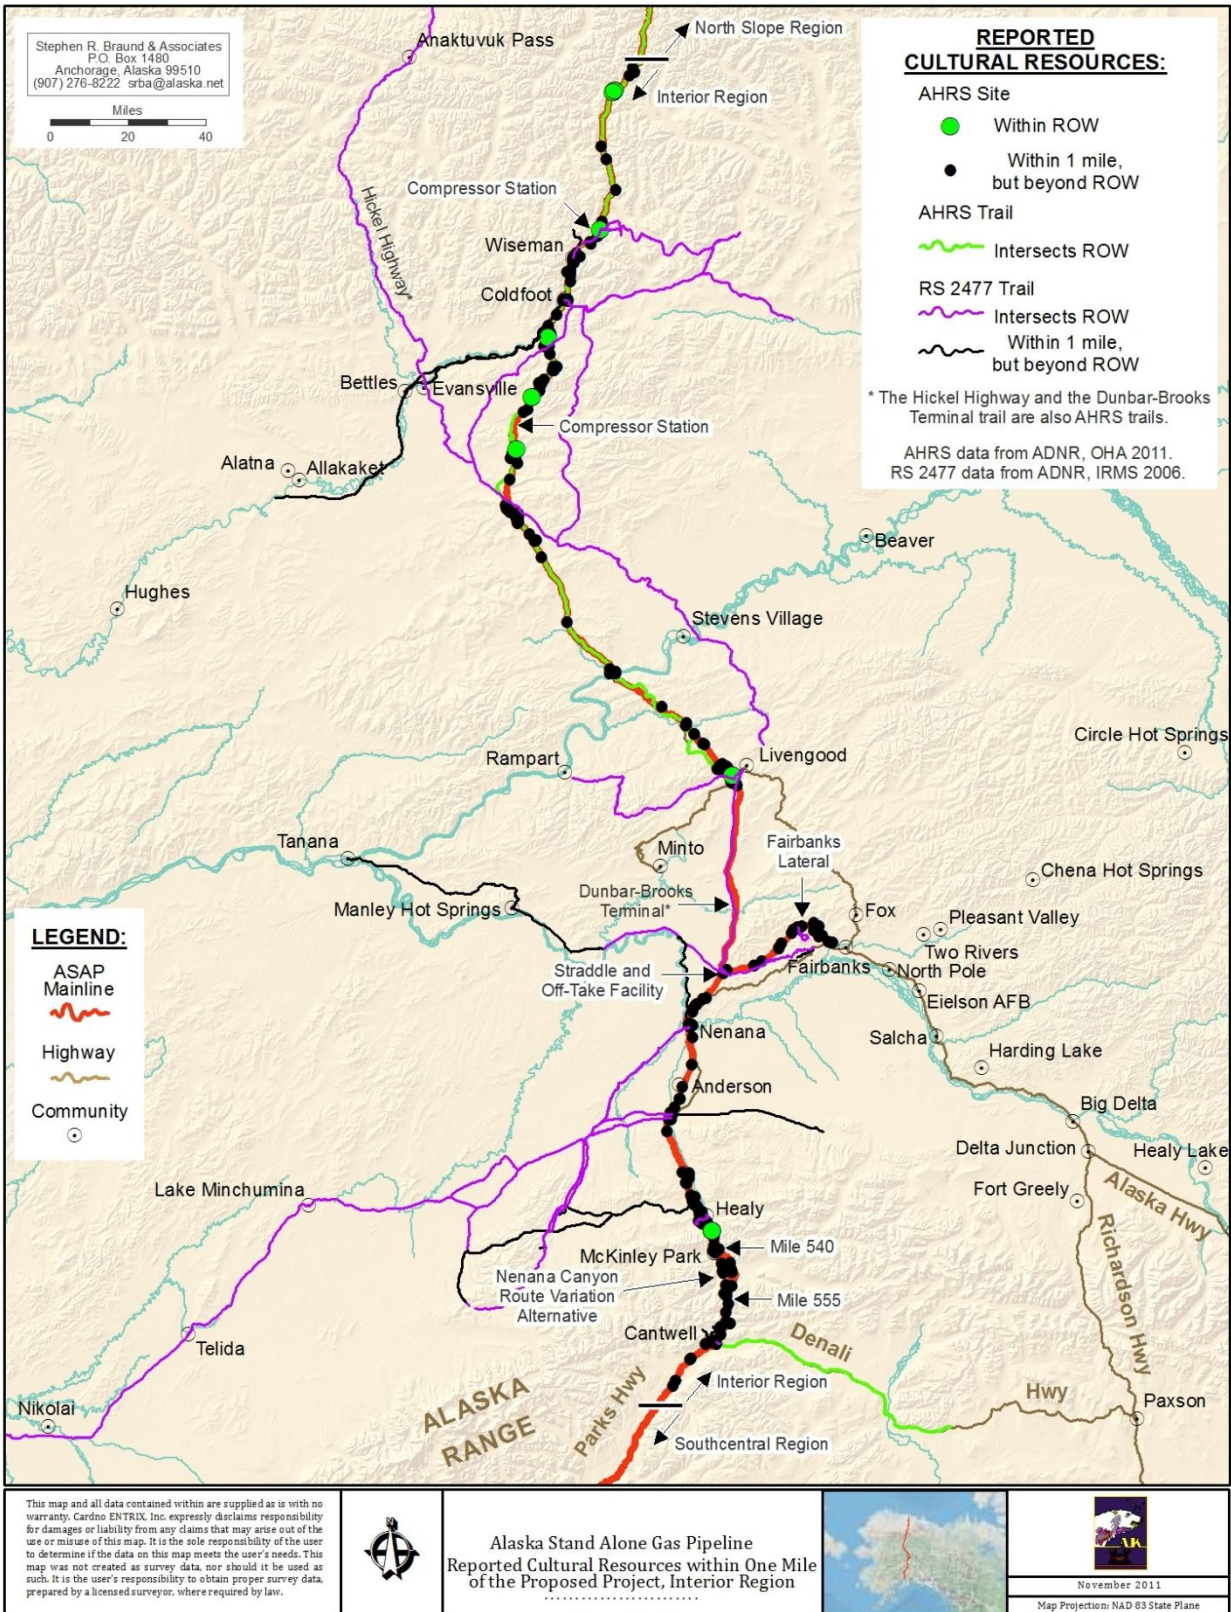 Stephen R. Braund & Associates
P.O. Box 1480
Anchorage, Alaska 99510
(907) 276-8222 srba@alaska.net
Miles
0 20 40
Anaktuvuk Pass
North Slope Region
Interior Region
REPORTED
CULTURAL RESOURCES:
AHRS Site
Within ROW
Within 1 mile,
but beyond ROW
AHRS Trail
Intersects ROW
RS 2477 Trail
Intersects ROW
Within 1 mile,
but beyond ROW
* The Hickel Highway and the Dunbar-Brooks
Terminal trail are also AHRS trails.
AHRS data from ADNR, OHA 2011.
RS 2477 data from ADNR, IRMS 2006.
Compressor Station
Hickel Highway*
Wiseman
Coldfoot
Bettles
Evansville
Compressor Station
Alatna
Allakaket
Beaver
Hughes
Stevens Village
Circle Hot Springs
Rampart
Livengood
Tanana
Minto
Fairbanks
Lateral
Chena Hot Springs
Dunbar-Brooks
Terminal*
Manley Hot Springs
Fox
Pleasant Valley
Two Rivers
LEGEND:
ASAP
Mainline
Highway
Community
Straddle and
Off-Take Facility
Fairbanks
North Pole
Eielson AFB
Nenana
Salcha
Harding Lake
Anderson
Big Delta
Delta Junction
Healy Lake
Lake Minchumina
Fort Greely
Alaska Hwy
Healy
Richardson Hwy
McKinley Park
Mile 540
Nenana Canyon
Route Variation
Alternative
Mile 555
Cantwell
Denali
Hwy
Telida
Interior Region
Parks Hwy
ALASKA
RANGE
Nikolai
Paxson
Southcentral Region
This map and all data contained within are supplied as is with no
warranty. Cardno ENTRIX, Inc. expressly disclaims responsibility
for damages or liability from any claims that may arise out of the
use or misuse of this map. It is the sole responsibility of the user
to determine if the data on this map meets the user's needs. This
map was not created as survey data, nor should it be used as
such. It is the user's responsibility to obtain proper survey data,
prepared by a licensed surveyor, where required by law.
Alaska Stand Alone Gas Pipeline
Reported Cultural Resources within One Mile
of the Proposed Project, Interior Region
November 2011
Map Projection: NAD 83 State Plane